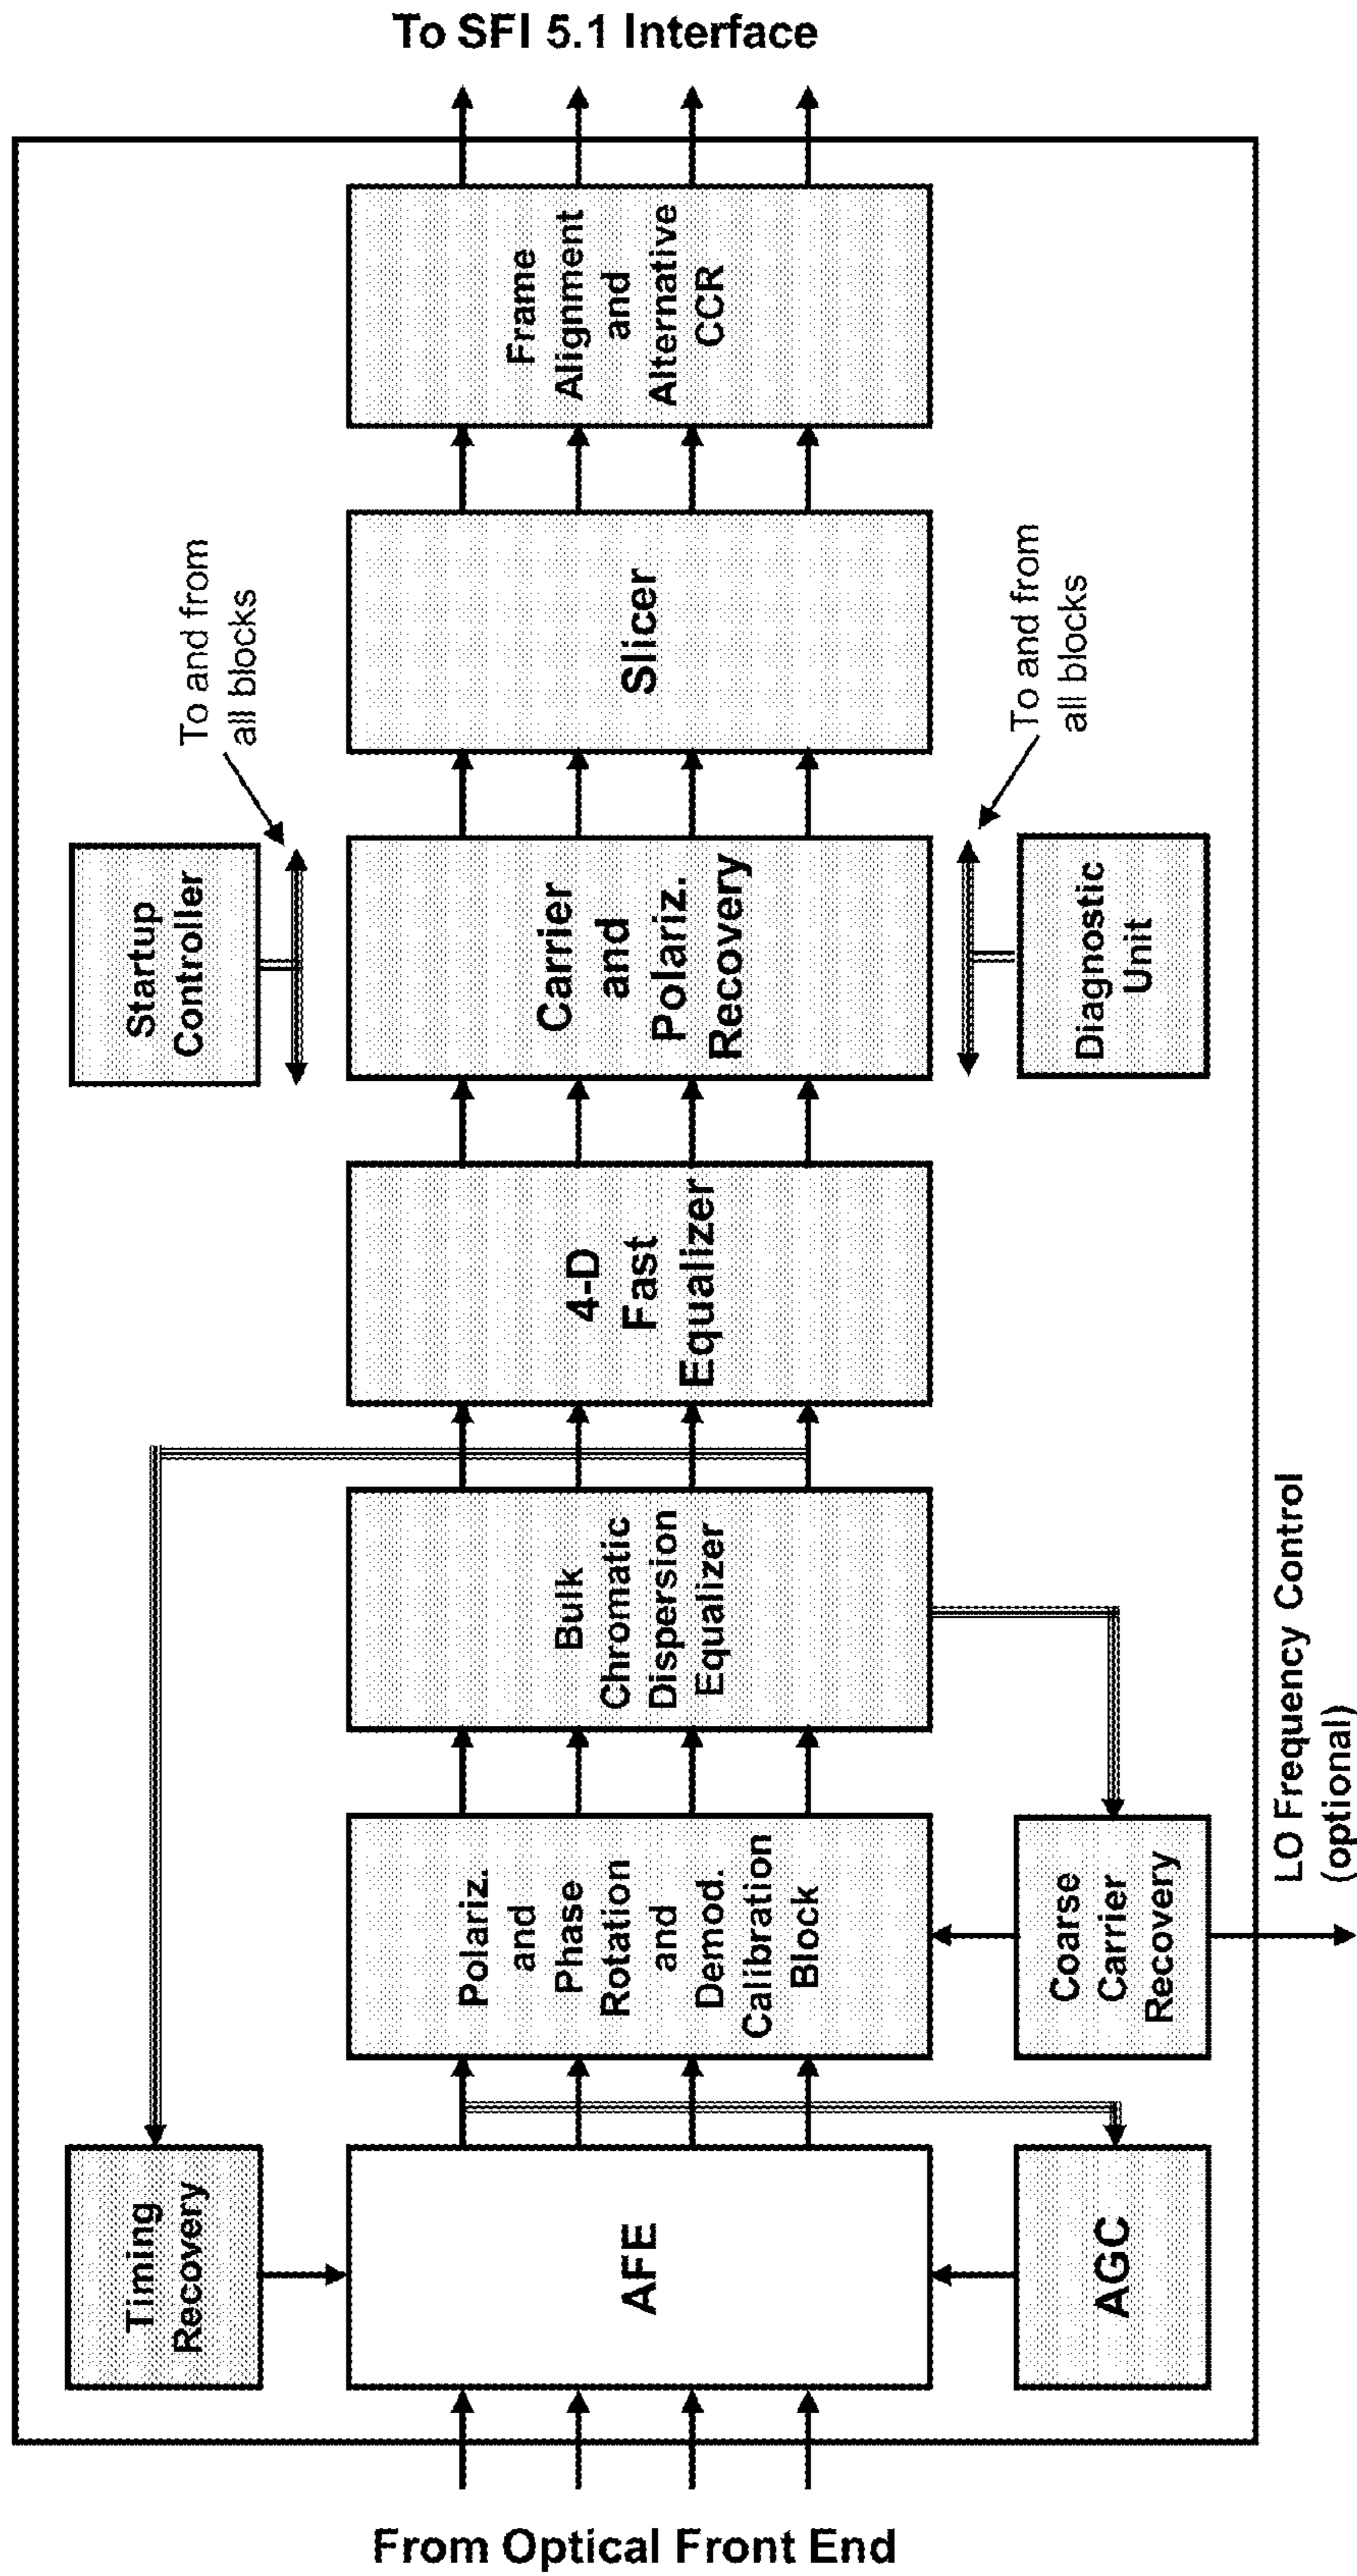 To SFI 5.1 Interface
Frame
Alignment
and
Alternative
CCR
Slicer
To and from
all blocks
To and from
all blocks
Startup
Controller
Carrier
and
Polariz.
Recovery
Diagnostic
Unit
4-D
Fast
Equalizer
Bulk
Chromatic
Dispersion
Equalizer
LO Frequency Control
(optional)
Polariz.
and
Phase
Rotation
and
Demod.
Calibration
Block
Coarse
Carrier
Recovery
Timing
Recovery
AFE
AGC
From Optical Front End